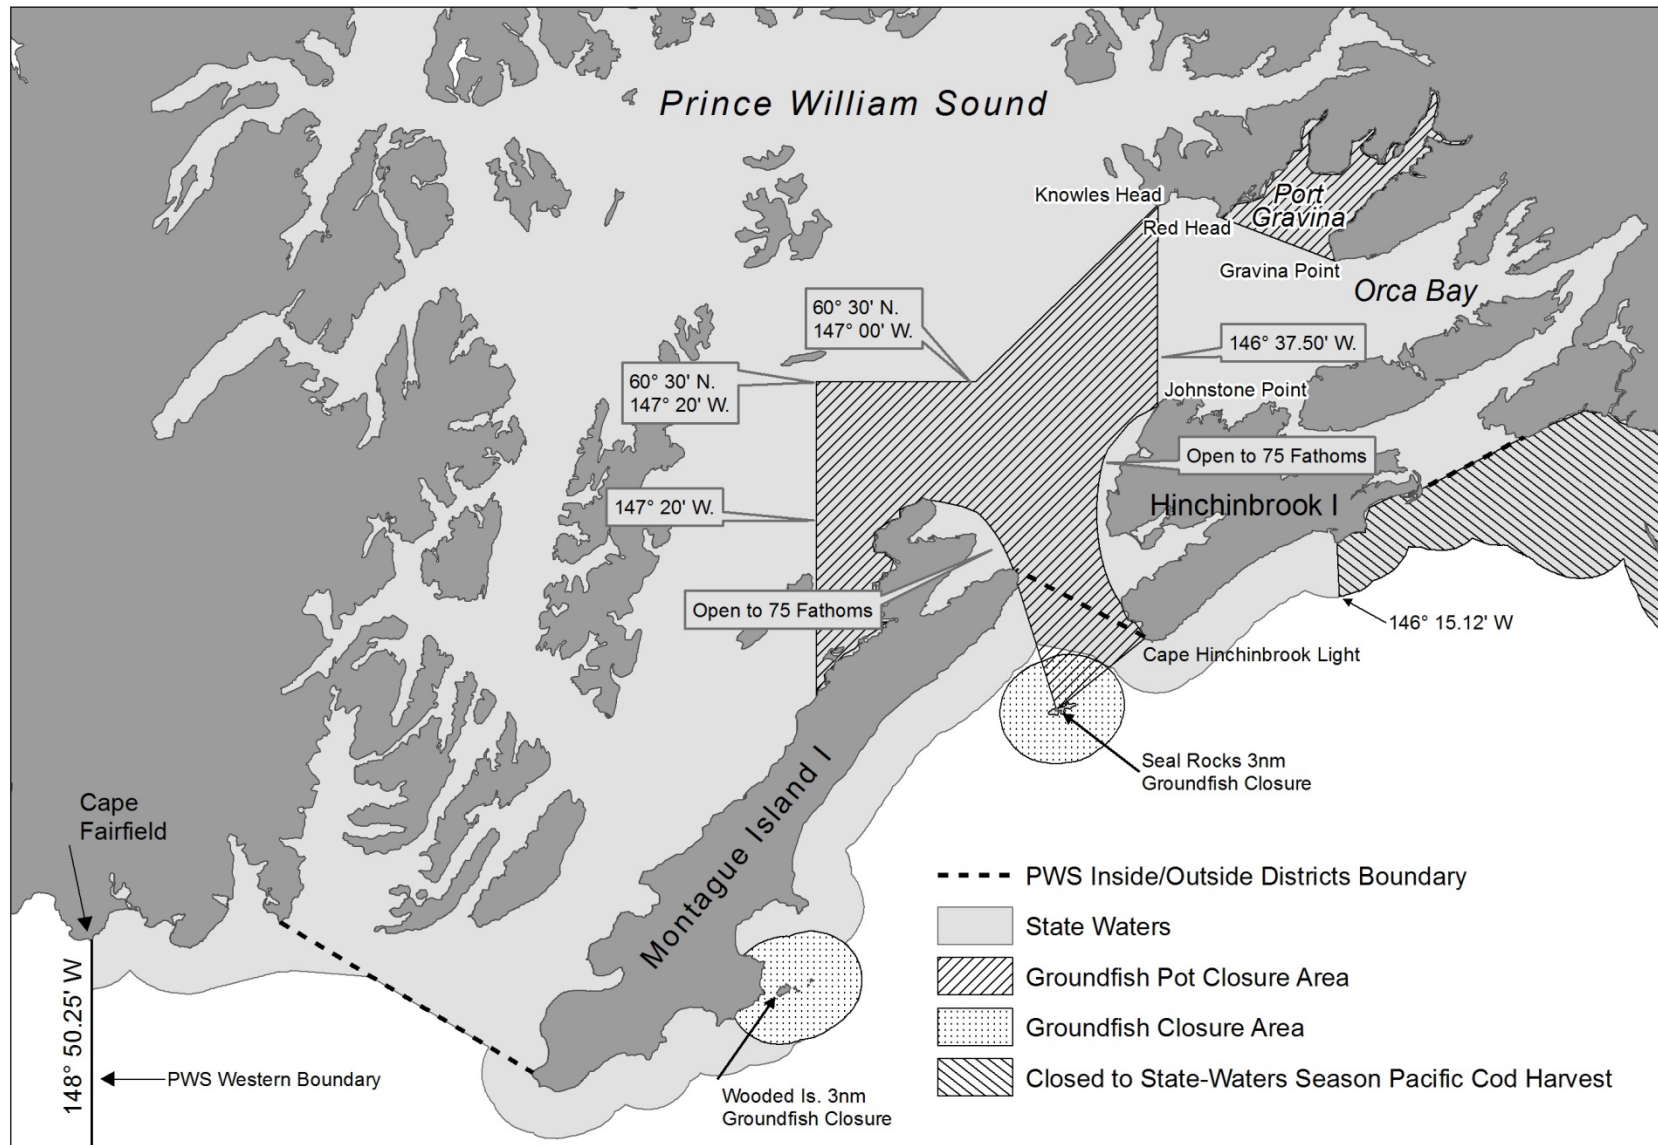 Prince William Sound
Knowles Head
Port
Gravina
Red Head
Gravina Point
Orca Bay
60° 30' N.
147° 00' W.
146° 37.50' W.
60° 30' N.
147° 20' W.
Johnstone Point
Open to 75 Fathoms
147° 20' W.
Hinchinbrook I
Open to 75 Fathoms
146° 15.12' W
Cape Hinchinbrook Light
Seal Rocks 3nm
Groundfish Closure
Cape
Fairfield
Montague Island I
148° 50.25' W
PWS Western Boundary
Wooded Is. 3nm
Groundfish Closure
PWS Inside/Outside Districts Boundary
State Waters
Groundfish Pot Closure Area
Groundfish Closure Area
Closed to State-Waters Season Pacific Cod Harvest